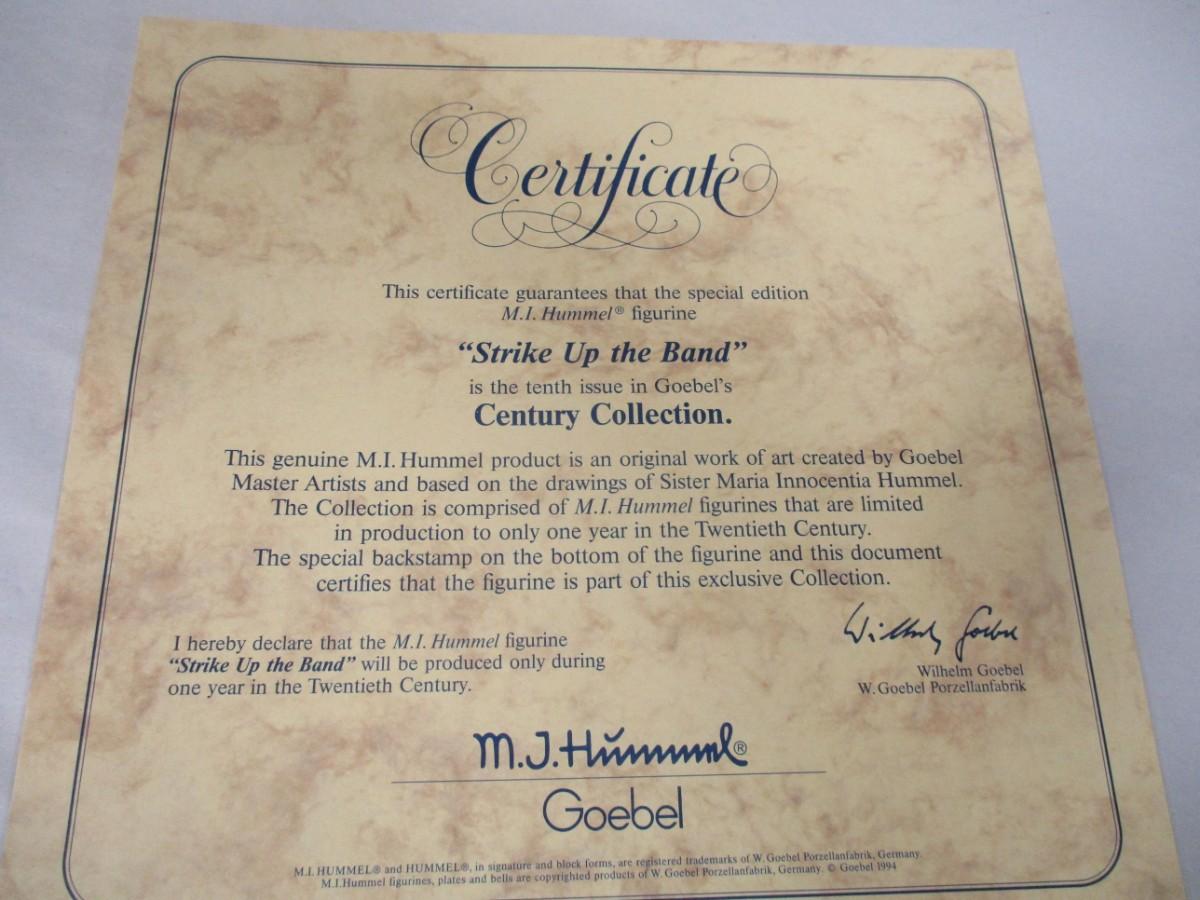 Certificate
This certificate guarantees that the special edition
M.I. Hummel® figurine
“Strike Up the Band”
is the tenth issue in Goebel's
Century Collection.
This genuine M.I. Hummel product is an original work of art created by Goebel
Master Artists and based on the drawings of Sister Maria Innocentia Hummel.
The Collection is comprised of M.I. Hummel figurines that are limited
in production to only one year in the Twentieth Century.
The special backstamp on the bottom of the figurine and this document
certifies that the figurine is part of this exclusive Collection.
I hereby declare that the M.I. Hummel figurine
“Strike Up the Band” will be produced only during
one year in the Twentieth Century.
Wilhelm Goebel
Wilhelm Goebel
W. Goebel Porzellanfabrik
M.J. Hummel®
Goebel
M.I. HUMMEL® and HUMMEL®, in signature and block forms, are registered trademarks of W. Goebel Porzellanfabrik, Germany.
M.I. Hummel figurines, plates and bells are copyrighted products of W. Goebel Porzellanfabrik, Germany. © Goebel 1994